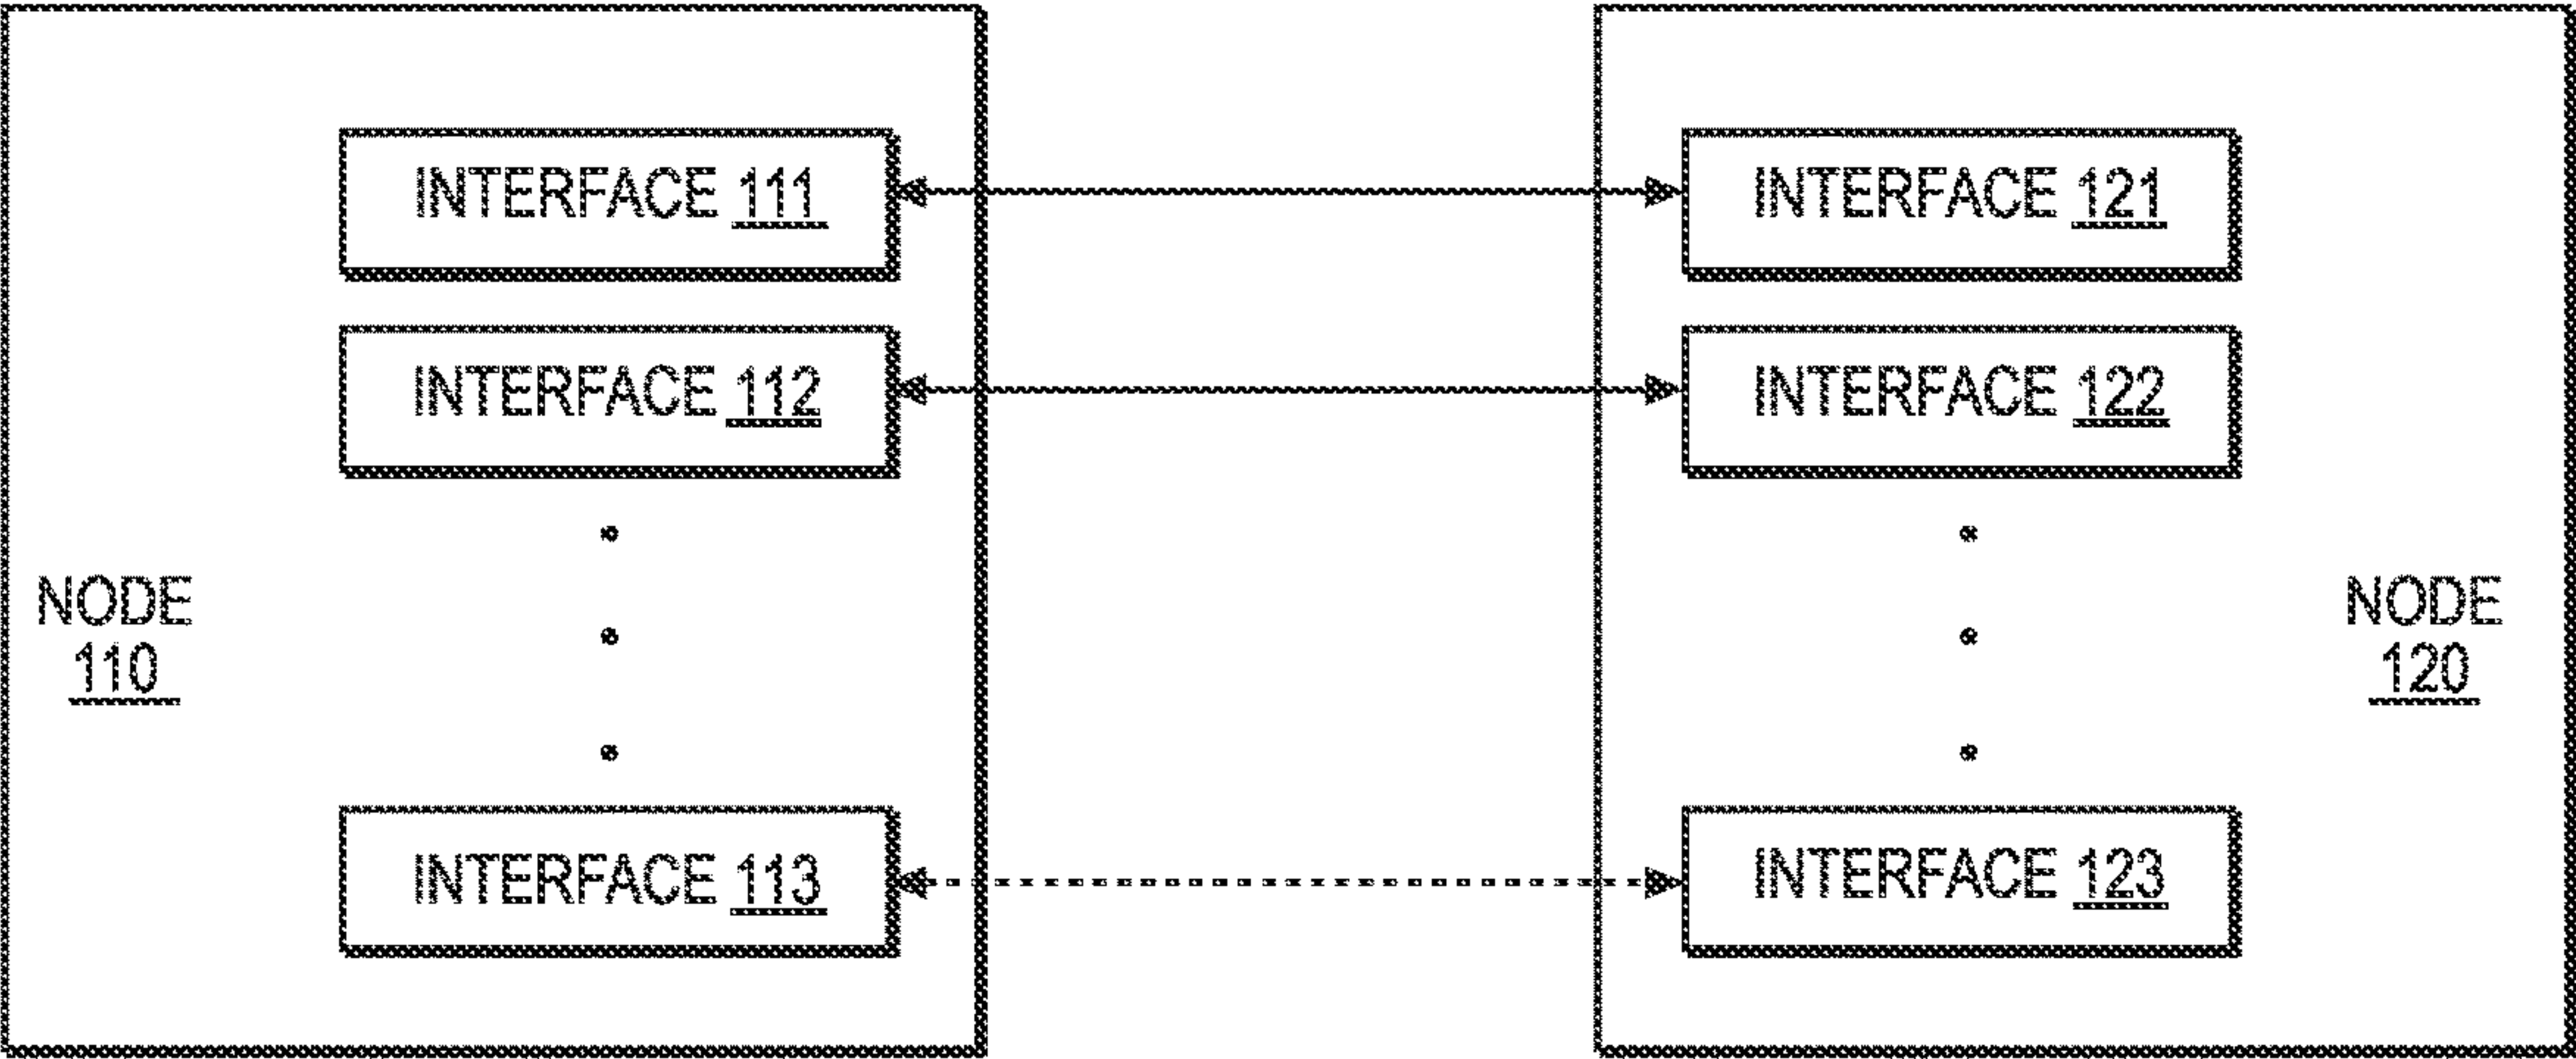 INTERFACE 111
INTERFACE 121
INTERFACE 112
INTERFACE 122
NODE
110
NODE
120
INTERFACE 113
INTERFACE 123